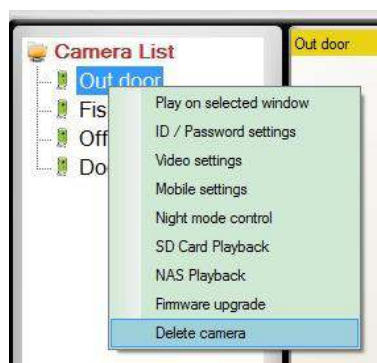 Camera List
Out door
Out door
Fis
Off
Do
Play on selected window
ID / Password settings
Video settings
Mobile settings
Night mode control
SD Card Playback
NAS Playback
Firmware upgrade
Delete camera